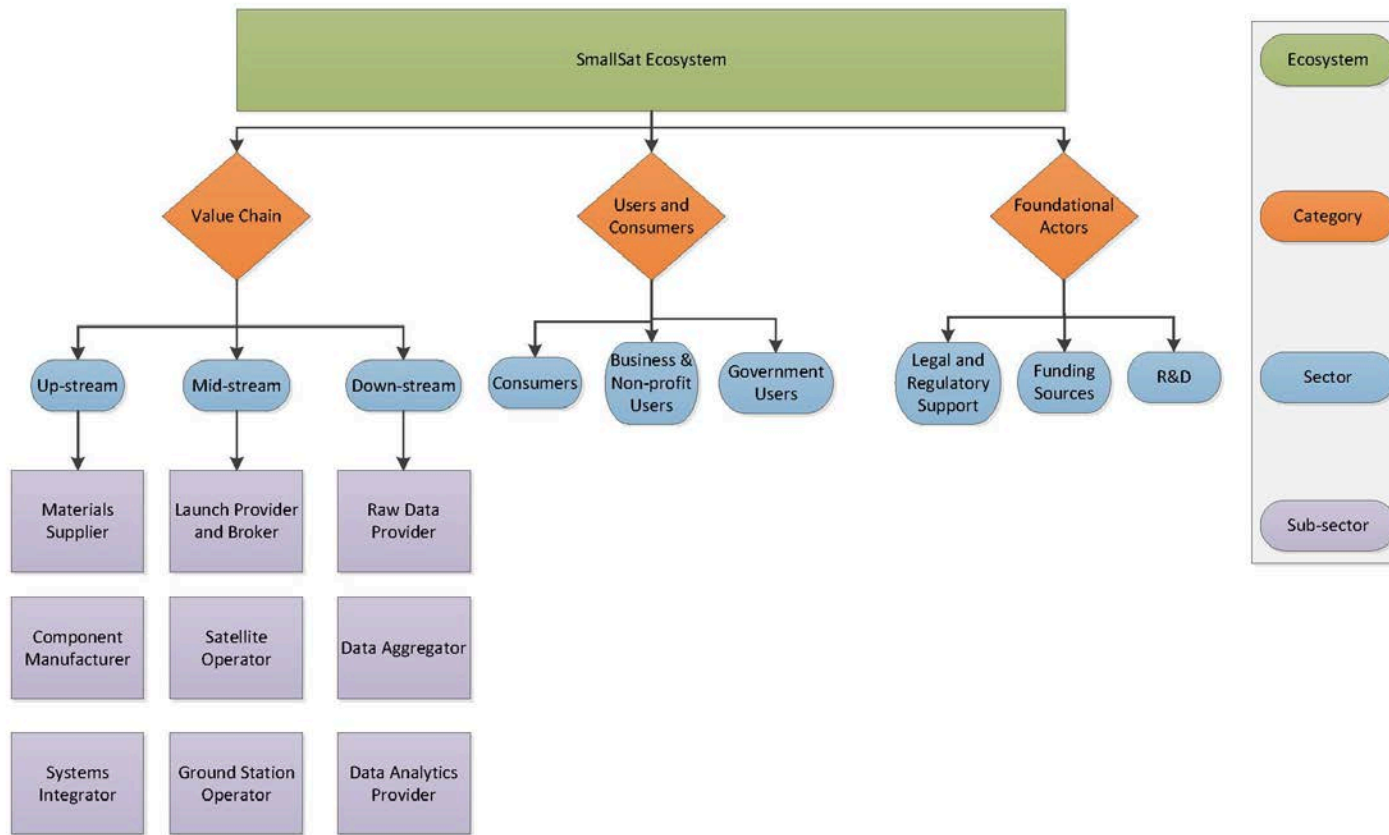 SmallSat Ecosystem
Ecosystem
Value Chain
Users and
Consumers
Foundational
Actors
Category
Up-stream
Mid-stream
Down-stream
Consumers
Business &
Non-profit
Users
Government
Users
Legal and
Regulatory
Support
Funding
Sources
R&D
Sector
Materials
Supplier
Launch Provider
and Broker
Raw Data
Provider
Sub-sector
Component
Manufacturer
Satellite
Operator
Data Aggregator
Systems
Integrator
Ground Station
Operator
Data Analytics
Provider